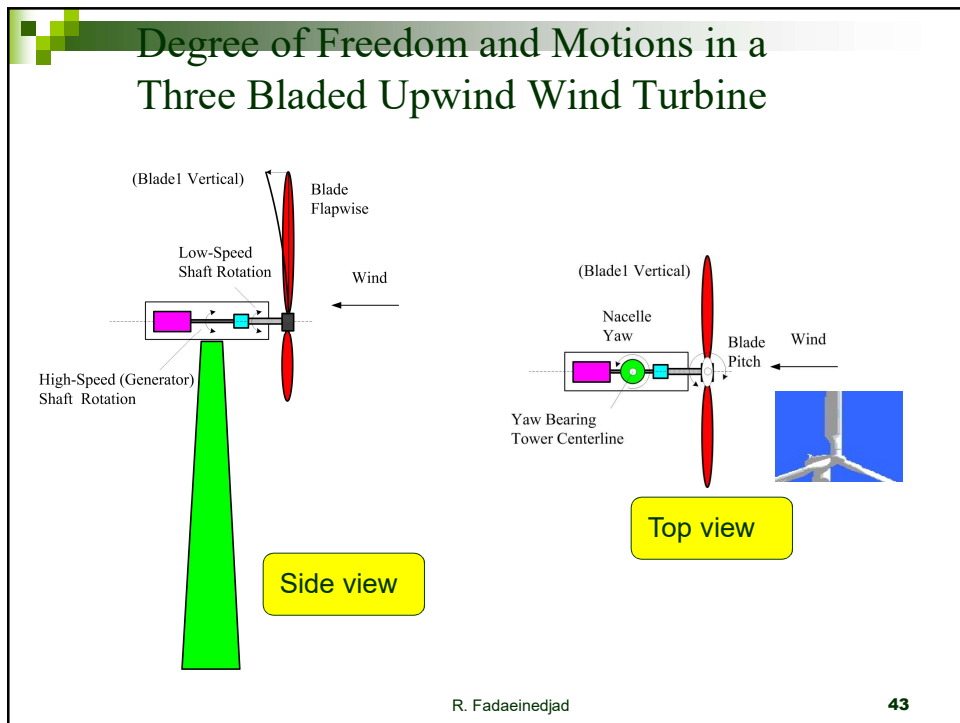 Degree of Freedom and Motions in a
Three Bladed Upwind Wind Turbine
(Blade1 Vertical)
Blade
Flapwise
Low-Speed
Shaft Rotation
Wind
High-Speed (Generator)
Shaft Rotation
Side view
(Blade1 Vertical)
Nacelle
Yaw
Blade
Pitch
Wind
Yaw Bearing
Tower Centerline
Top view
R. Fadaeinedjad
43